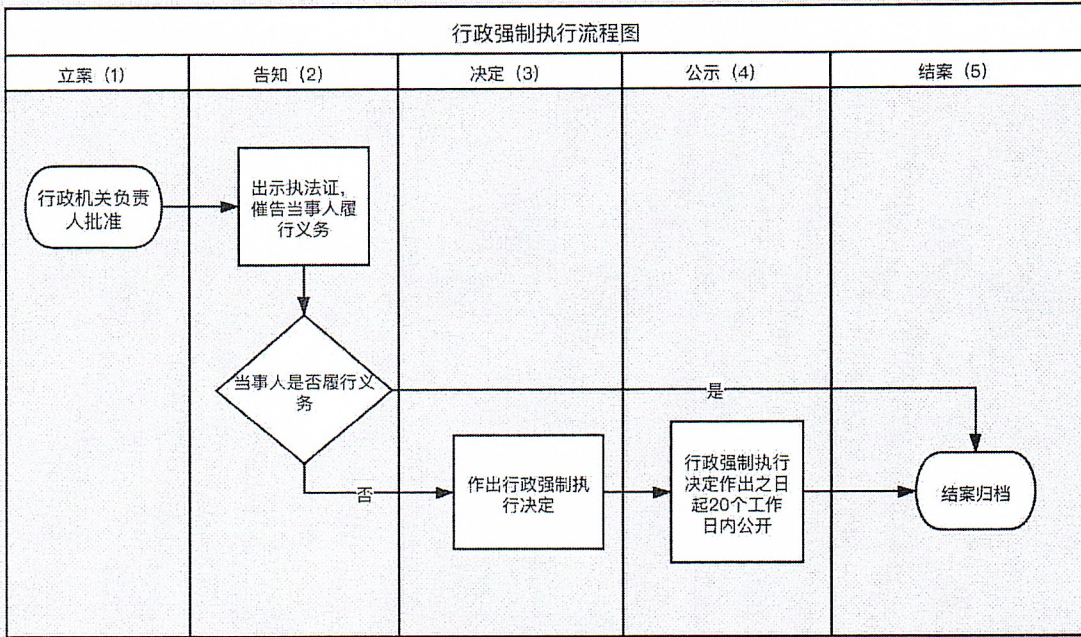 行政强制执行流程图
立案（1）
告知（2）
决定（3）
公示（4）
结案（5）
行政机关负责
人批准
出示执法证，
催告当事人履
行义务
当事人是否履行义
务
是
否
作出行政强制执
行决定
行政强制执行
决定作出之日
起20个工作
日内公开
结案归档